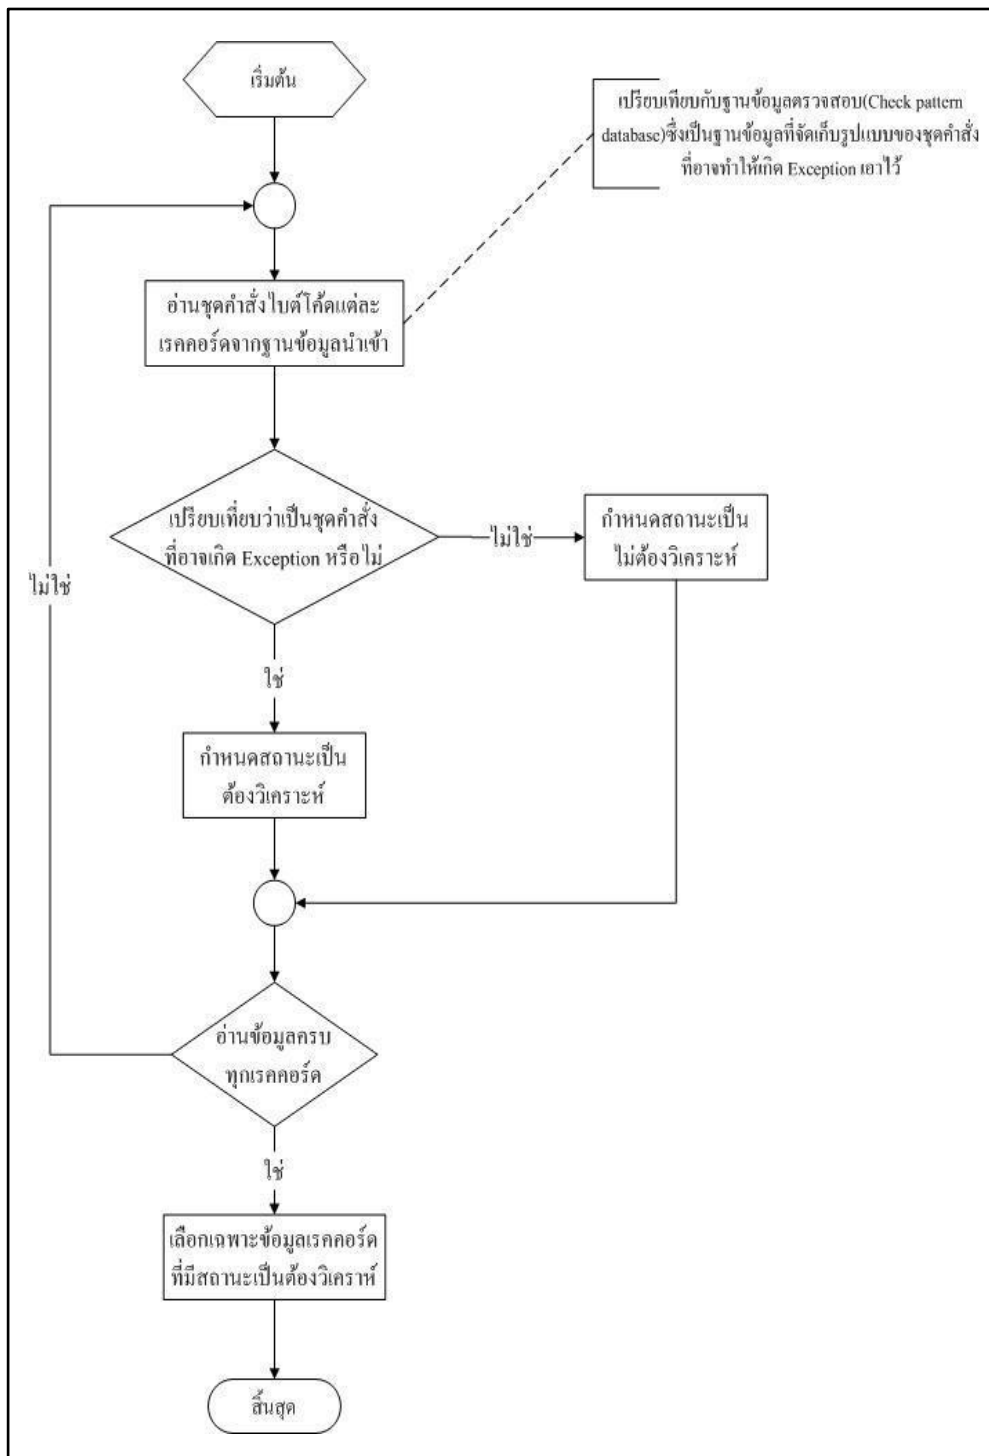 เริ่มต้น
เปรียบเทียบกับฐานข้อมูลตรวจสอบ(Check pattern
database)ซึ่งเป็นฐานข้อมูลที่จัดเก็บรูปแบบของชุดคำสั่ง
ที่อาจทำให้เกิด Exception เอาไว้
อ่านชุดคำสั่งไบต์โค้ดแต่ละ
เรคคอร์ดจากฐานข้อมูลนำเข้า
เปรียบเที่ยบว่าเป็นชุดคำสั่ง
ที่อาจเกิด Exception หรือไม่
ไม่ใช่
กำหนดสถานะเป็น
ไม่ต้องวิเคราะห์
ไม่ใช่
ใช่
กำหนดสถานะเป็น
ต้องวิเคราะห์
อ่านข้อมูลครบ
ทุกเรคคอร์ด
ใช่
เลือกเฉพาะข้อมูลเรคคอร์ด
ที่มีสถานะเป็นต้องวิเคราห์
สิ้นสุด